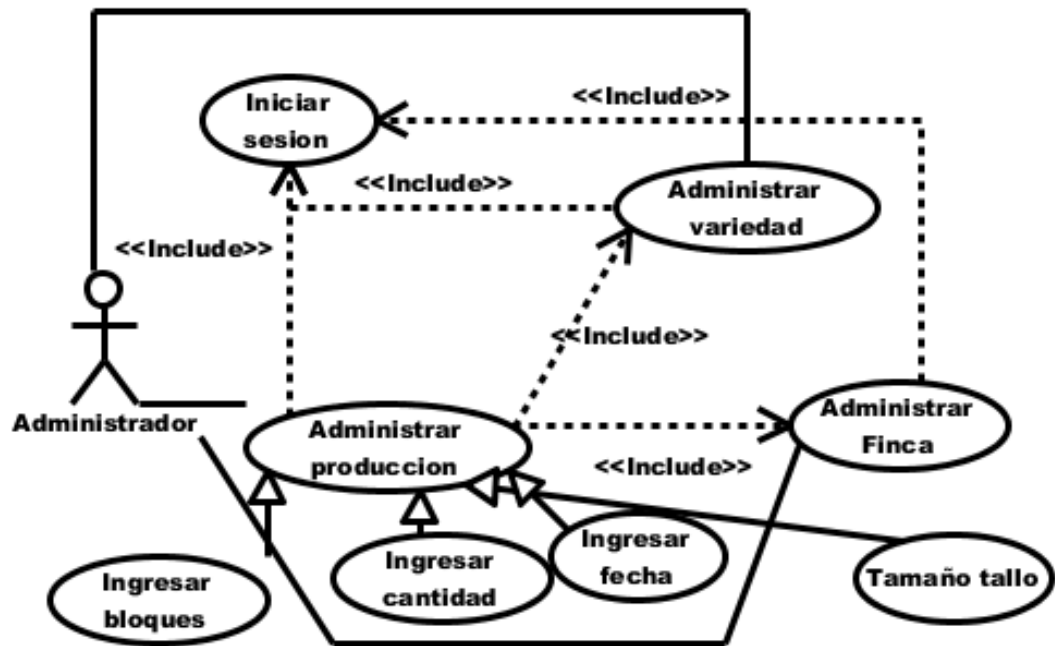 <<Include>>
Iniciar
sesion
<<Include>>
Administrar
variedad
<<Include>>
<<Include>>
Administrador
Administrar
produccion
Administrar
Finca
<<Include>>
Ingresar
bloques
Ingresar
cantidad
Ingresar
fecha
Tamaño tallo